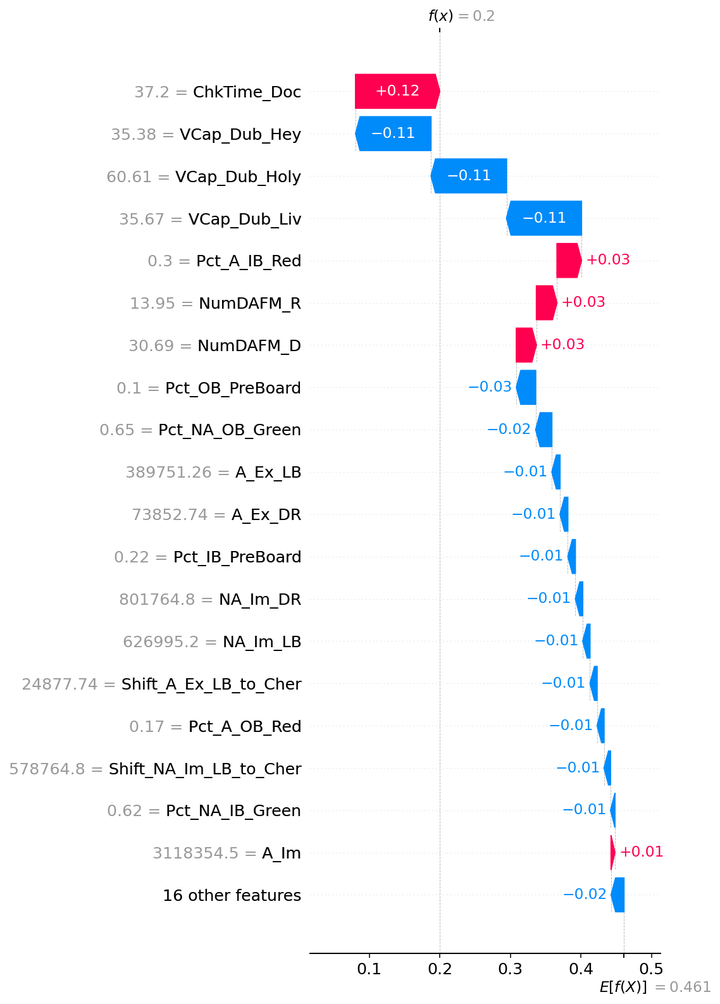 f(x) = 0.2
37.2 = ChkTime_Doc +0.12
35.38 = VCap_Dub_Hey −0.11
60.61 = VCap_Dub_Holy −0.11
35.67 = VCap_Dub_Liv −0.11
0.3 = Pct_A_IB_Red +0.03
13.95 = NumDAFM_R +0.03
30.69 = NumDAFM_D +0.03
0.1 = Pct_OB_PreBoard −0.03
0.65 = Pct_NA_OB_Green −0.02
389751.26 = A_Ex_LB −0.01
73852.74 = A_Ex_DR −0.01
0.22 = Pct_IB_PreBoard −0.01
801764.8 = NA_Im_DR −0.01
626995.2 = NA_Im_LB −0.01
24877.74 = Shift_A_Ex_LB_to_Cher −0.01
0.17 = Pct_A_OB_Red −0.01
578764.8 = Shift_NA_Im_LB_to_Cher −0.01
0.62 = Pct_NA_IB_Green −0.01
3118354.5 = A_Im +0.01
16 other features −0.02
0.1 0.2 0.3 0.4 0.5
E[f(X)] = 0.461